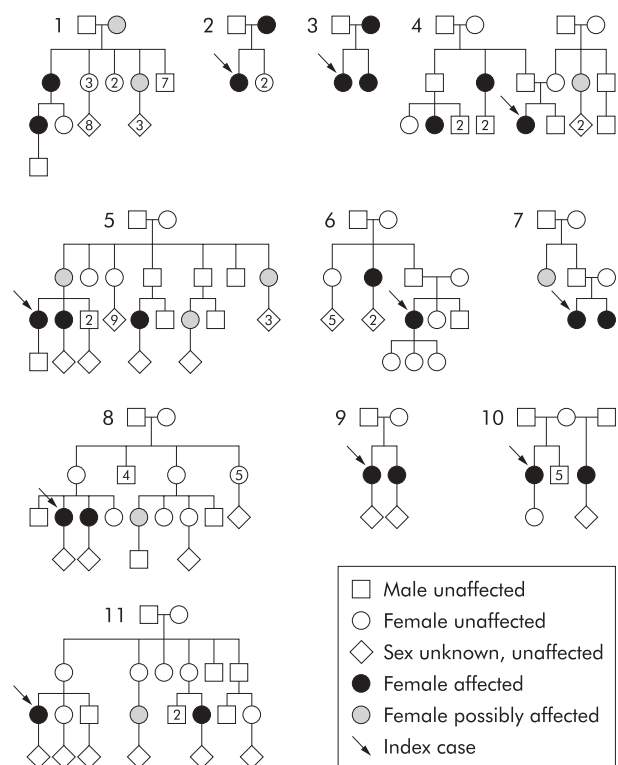 1 2 3 4
3 2 7 2
8 3 2 2 2
5 6 7
2 9 3 5 2
8 9 10
4 5 5
11
2
Male unaffected
Female unaffected
Sex unknown, unaffected
Female affected
Female possibly affected
Index case